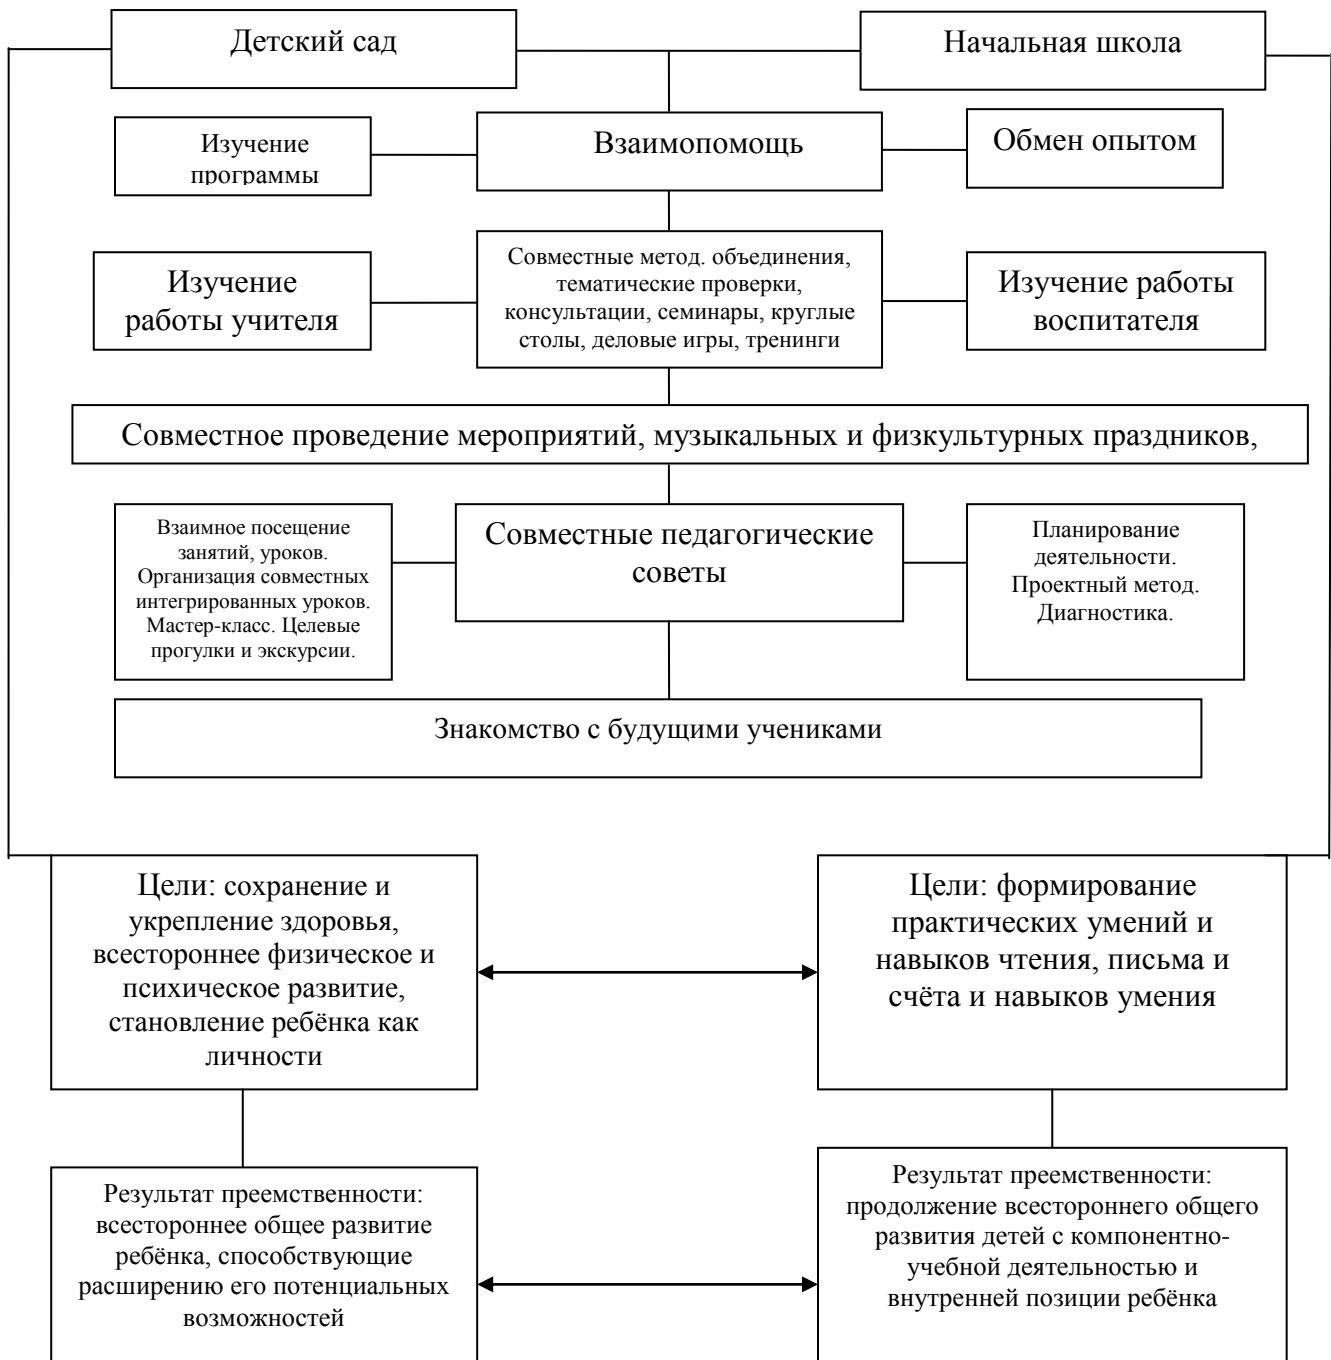 Детский сад
Начальная школа
Изучение
программы
Взаимопомощь
Обмен опытом
Изучение
работы учителя
Совместные метод. объединения,
тематические проверки,
консультации, семинары, круглые
столы, деловые игры, тренинги
Изучение работы
воспитателя
Совместное проведение мероприятий, музыкальных и физкультурных праздников,
Взаимное посещение
занятий, уроков.
Организация совместных
интегрированных уроков.
Мастер-класс. Целевые
прогулки и экскурсии.
Совместные педагогические
советы
Планирование
деятельности.
Проектный метод.
Диагностика.
Знакомство с будущими учениками
Цели: сохранение и
укрепление здоровья,
всестороннее физическое и
психическое развитие,
становление ребёнка как
личности
Цели: формирование
практических умений и
навыков чтения, письма и
счёта и навыков умения
Результат преемственности:
всестороннее общее развитие
ребёнка, способствующие
расширению его потенциальных
возможностей
Результат преемственности:
продолжение всестороннего общего
развития детей с компонентно-
учебной деятельностью и
внутренней позиции ребёнка